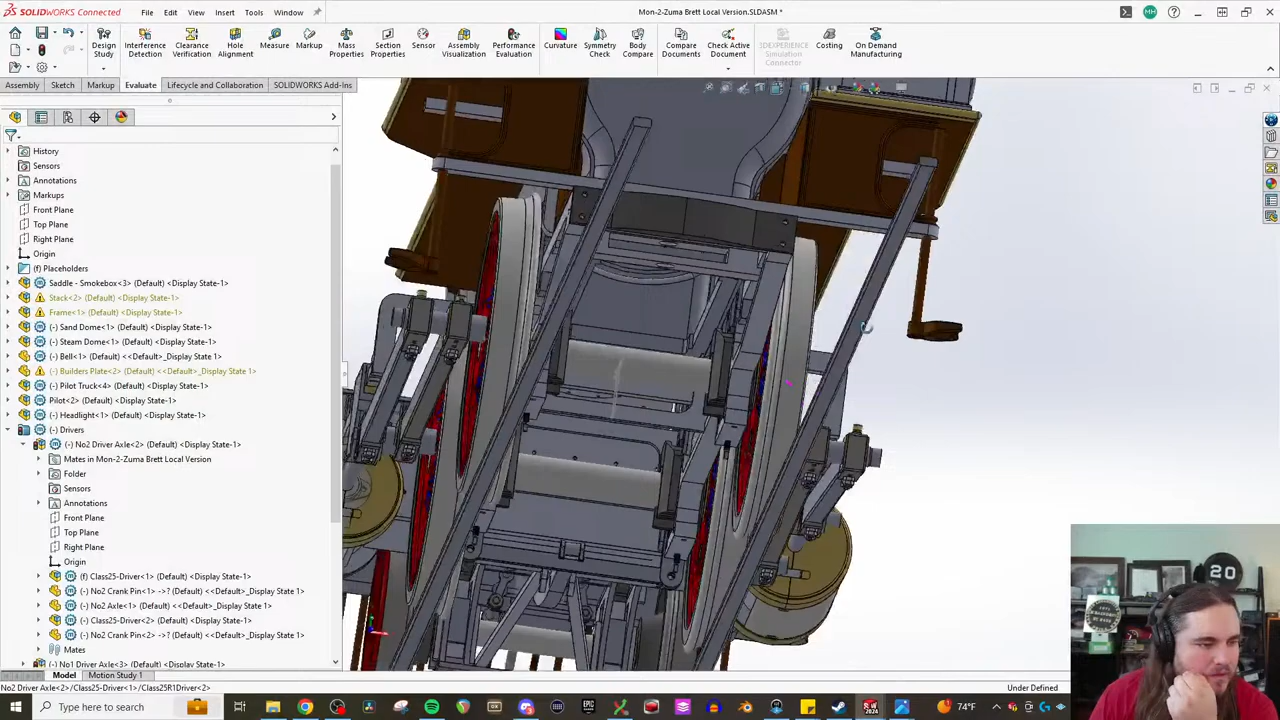 SOLIDWORKS Connected
File
Edit
View
Insert
Tools
Window
Mon-2-Zuma Brett Local Version.SLDASM *
MH
Design Study
Interference Detection
Clearance Verification
Hole Alignment
Measure
Markup
Mass Properties
Section Properties
Sensor
Assembly Visualization
Performance Evaluation
Curvature
Symmetry Check
Body Compare
Compare Documents
Check Active Document
3DEXPERIENCE Simulation Connector
Costing
On Demand Manufacturing
Assembly
Sketch
Markup
Evaluate
Lifecycle and Collaboration
SOLIDWORKS Add-Ins
History
Sensors
Annotations
Markups
Front Plane
Top Plane
Right Plane
Origin
(f) Placeholders
Saddle - Smokebox<3> (Default) <Display State-1>
Stack<2> (Default) <Display State-1>
Frame<1> (Default) <Display State-1>
(-) Sand Dome<1> (Default) <Display State-1>
(-) Steam Dome<1> (Default) <Display State-1>
(-) Bell<1> (Default) <<Default>_Display State 1>
(-) Builders Plate<2> (Default) <<Default>_Display State 1>
(-) Pilot Truck<4> (Default) <Display State-1>
Pilot<2> (Default) <Display State-1>
(-) Headlight<1> (Default) <Display State-1>
(-) Drivers
(-) No2 Driver Axle<2> (Default) <Display State-1>
Mates in Mon-2-Zuma Brett Local Version
Folder
Sensors
Annotations
Front Plane
Top Plane
Right Plane
Origin
(f) Class25-Driver<1> (Default) <Display State-1>
(-) No2 Crank Pin<1> ->? (Default) <<Default>_Display State 1>
(-) No2 Axle<1> (Default) <<Default>_Display State 1>
(-) Class25-Driver<2> (Default) <Display State-1>
(-) No2 Crank Pin<2> ->? (Default) <<Default>_Display State 1>
Mates
(-) No1 Driver Axle<3> (Default) <Display State-1>
Model
Motion Study 1
No2 Driver Axle<2>/Class25-Driver<1>/Class25R1Driver<2>
Under Defined
20
Type here to search
74°F